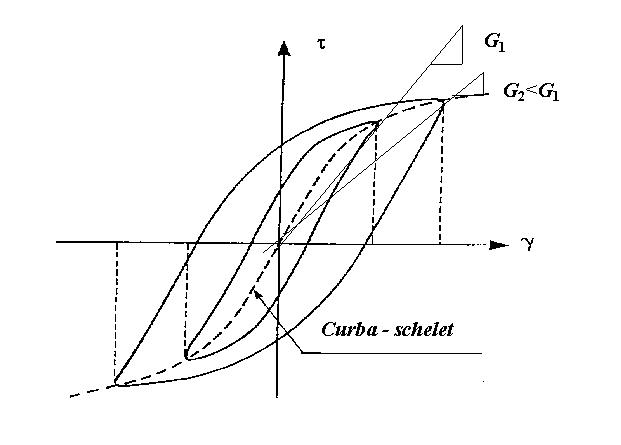 τ
G₁
G₂<G₁
γ
Curba - schelet